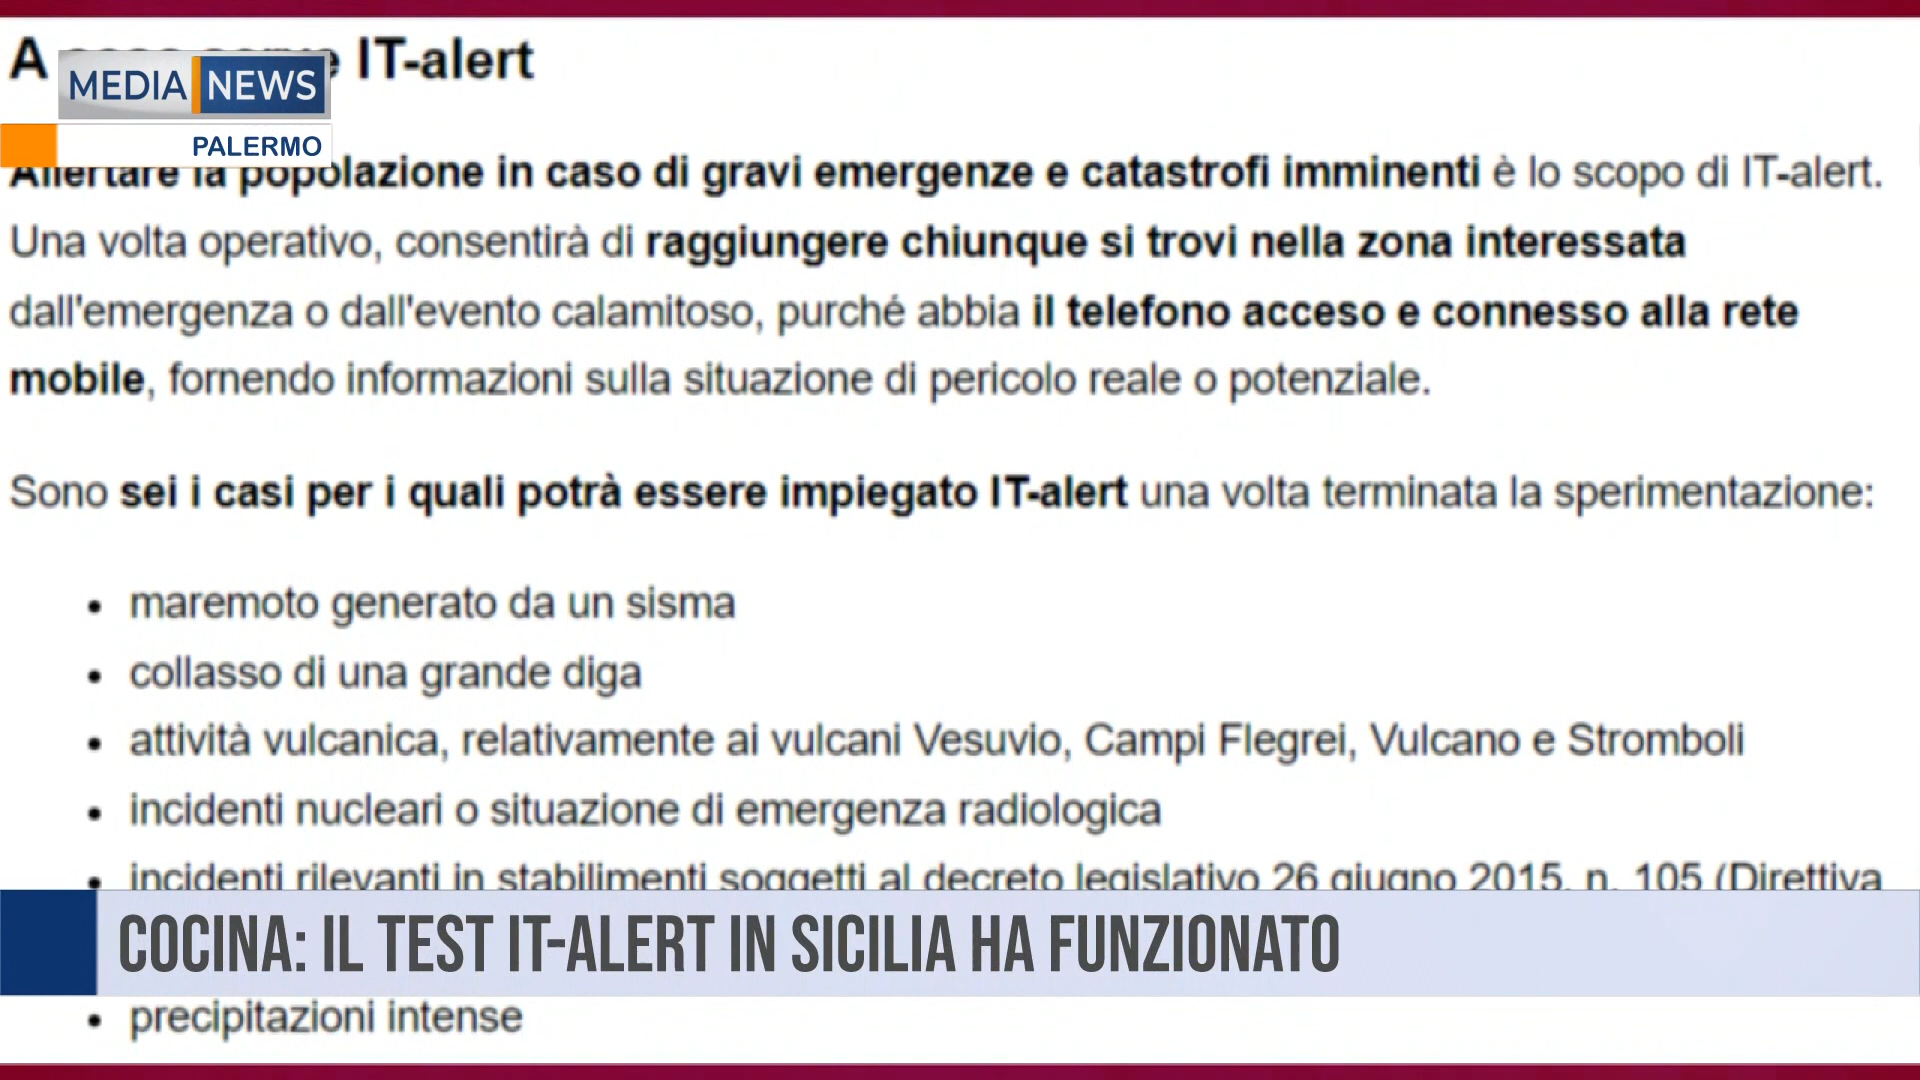 A IT-alert
MEDIA NEWS
PALERMO
Allertare la popolazione in caso di gravi emergenze e catastrofi imminenti è lo scopo di IT-alert.
Una volta operativo, consentirà di raggiungere chiunque si trovi nella zona interessata
dall'emergenza o dall'evento calamitoso, purché abbia il telefono acceso e connesso alla rete
mobile, fornendo informazioni sulla situazione di pericolo reale o potenziale.
Sono sei i casi per i quali potrà essere impiegato IT-alert una volta terminata la sperimentazione:
• maremoto generato da un sisma
• collasso di una grande diga
• attività vulcanica, relativamente ai vulcani Vesuvio, Campi Flegrei, Vulcano e Stromboli
• incidenti nucleari o situazione di emergenza radiologica
• incidenti rilevanti in stabilimenti soggetti al decreto legislativo 26 giugno 2015, n. 105 (Direttiva
COCINA: IL TEST IT-ALERT IN SICILIA HA FUNZIONATO
• precipitazioni intense